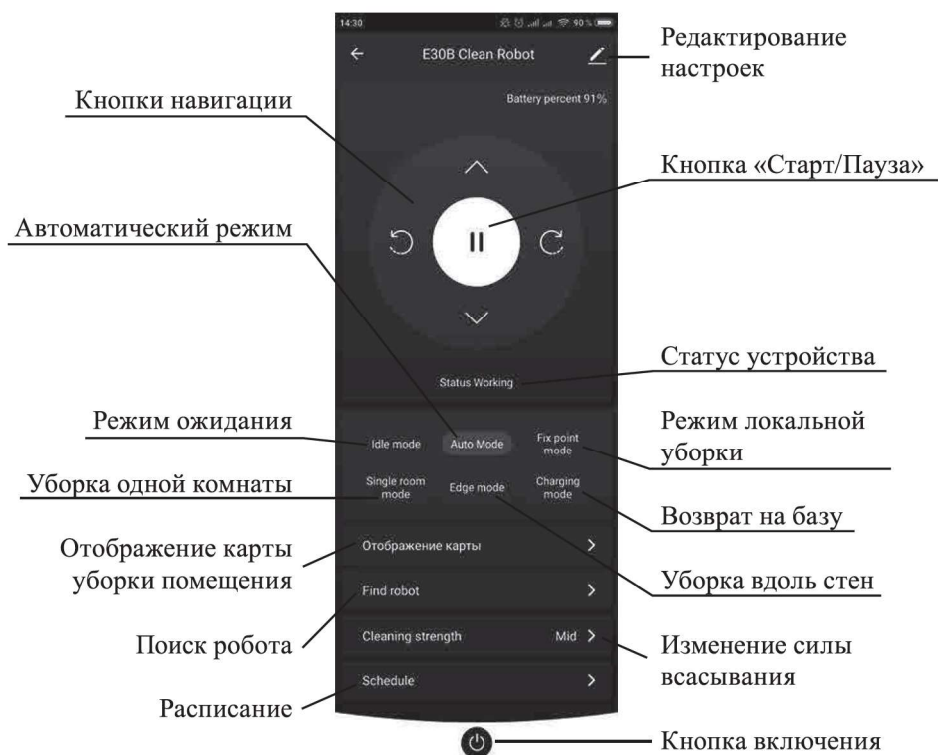 14:30
90 %
E30B Clean Robot
Редактирование
настроек
Battery percent 91%
Кнопки навигации
Кнопка «Старт/Пауза»
Автоматический режим
Статус устройства
Status Working
Режим ожидания
Режим локальной
уборки
Idle mode
Auto Mode
Fix point
mode
Уборка одной комнаты
Single room
mode
Edge mode
Charging
mode
Возврат на базу
Отображение карты
уборки помещения
Отображение карты
Уборка вдоль стен
Find robot
Поиск робота
Cleaning strength
Mid
Изменение силы
всасывания
Schedule
Расписание
Кнопка включения